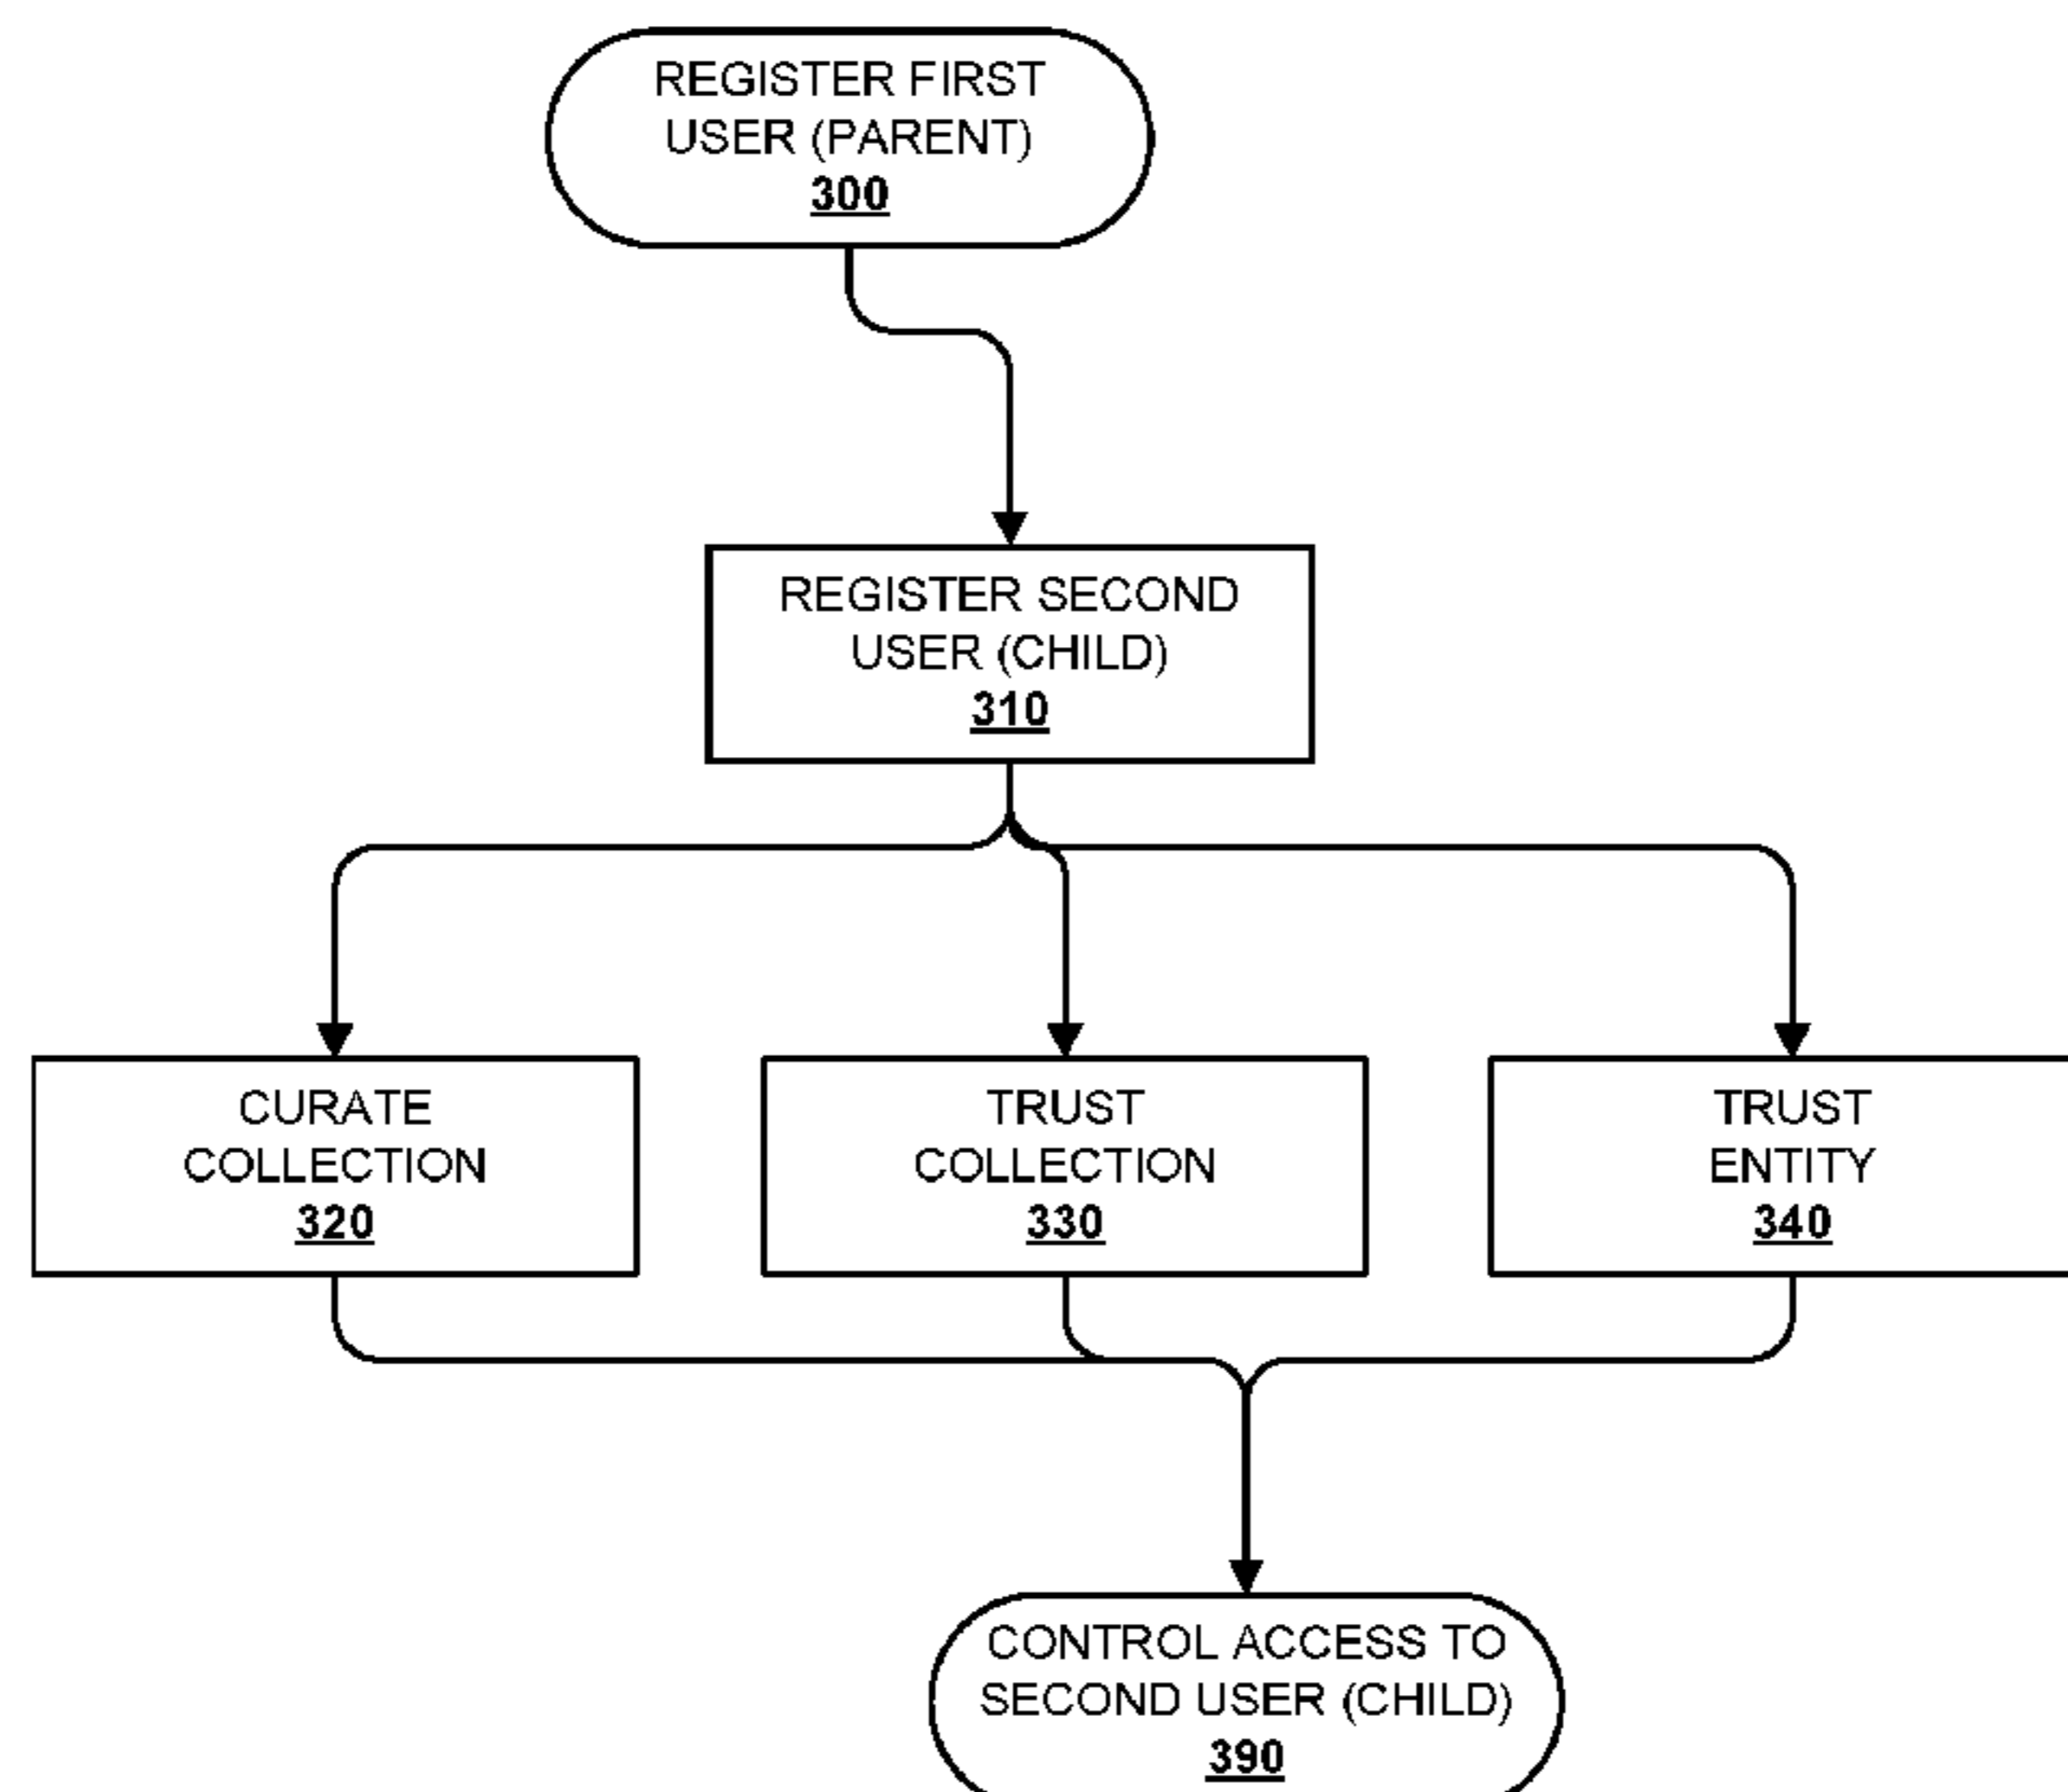 REGISTER FIRST
USER (PARENT)
300
REGISTER SECOND
USER (CHILD)
310
CURATE
COLLECTION
320
TRUST
COLLECTION
330
TRUST
ENTITY
340
CONTROL ACCESS TO
SECOND USER (CHILD)
390